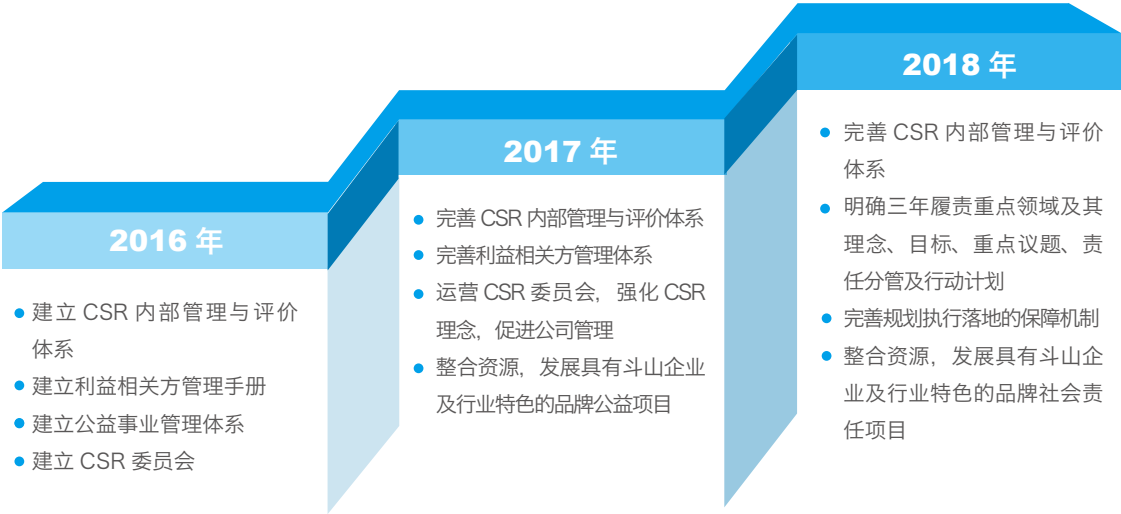 2016 年
建立 CSR 内部管理与评价
体系
建立利益相关方管理手册
建立公益事业管理体系
建立 CSR 委员会
2017 年
完善 CSR 内部管理与评价体系
完善利益相关方管理体系
运营 CSR 委员会，强化 CSR
理念，促进公司管理
整合资源，发展具有斗山企业
及行业特色的品牌公益项目
2018 年
完善 CSR 内部管理与评价
体系
明确三年履责重点领域及其
理念、目标、重点议题、责
任分管及行动计划
完善规划执行落地的保障机制
整合资源，发展具有斗山企
业及行业特色的品牌社会责
任项目